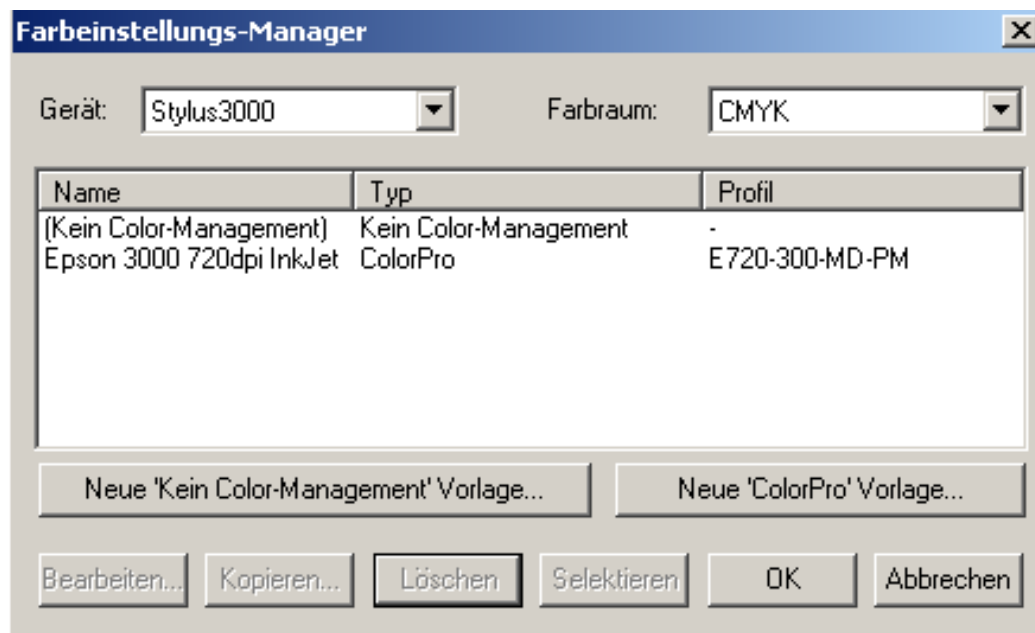 Farbeinstellungs-Manager
Gerät: Stylus3000 Farbraum: CMYK
Name Typ Profil
(Kein Color-Management) Kein Color-Management -
Epson 3000 720dpi InkJet ColorPro E720-300-MD-PM
Neue 'Kein Color-Management' Vorlage... Neue 'ColorPro' Vorlage...
Bearbeiten... Kopieren... Löschen Selektieren OK Abbrechen